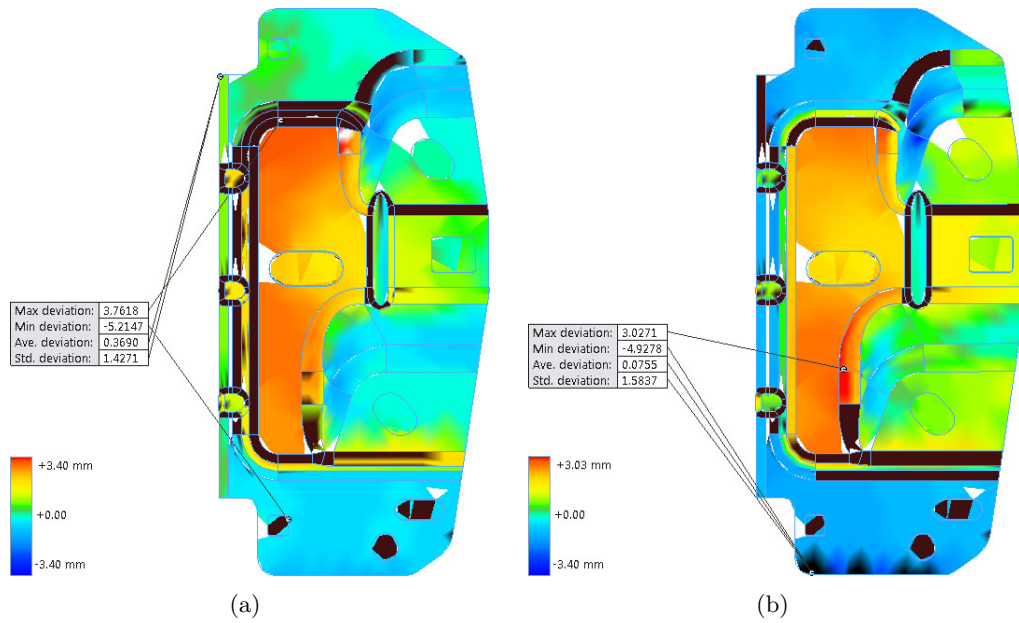 Max deviation: 3.7618
Min deviation: -5.2147
Ave. deviation: 0.3690
Std. deviation: 1.4271
+3.40 mm
+0.00
-3.40 mm
(a)
Max deviation: 3.0271
Min deviation: -4.9278
Ave. deviation: 0.0755
Std. deviation: 1.5837
+3.03 mm
+0.00
-3.40 mm
(b)